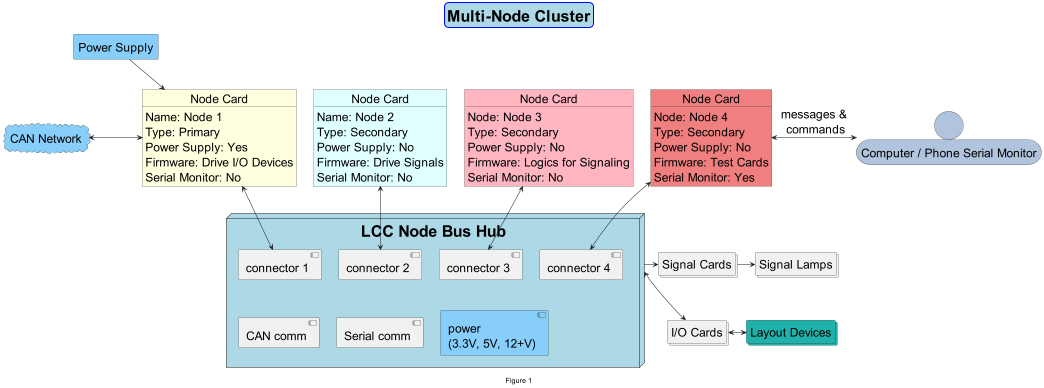 Multi-Node Cluster
Power Supply
CAN Network
Node Card
Name: Node 1
Type: Primary
Power Supply: Yes
Firmware: Drive I/O Devices
Serial Monitor: No
Node Card
Name: Node 2
Type: Secondary
Power Supply: No
Firmware: Drive Signals
Serial Monitor: No
Node Card
Node: Node 3
Type: Secondary
Power Supply: No
Firmware: Logics for Signaling
Serial Monitor: No
Node Card
Node: Node 4
Type: Secondary
Power Supply: No
Firmware: Test Cards
Serial Monitor: Yes
messages &
commands
Computer / Phone Serial Monitor
LCC Node Bus Hub
connector 1
connector 2
connector 3
connector 4
CAN comm
Serial comm
power
(3.3V, 5V, 12+V)
Signal Cards
Signal Lamps
I/O Cards
Layout Devices
Figure 1